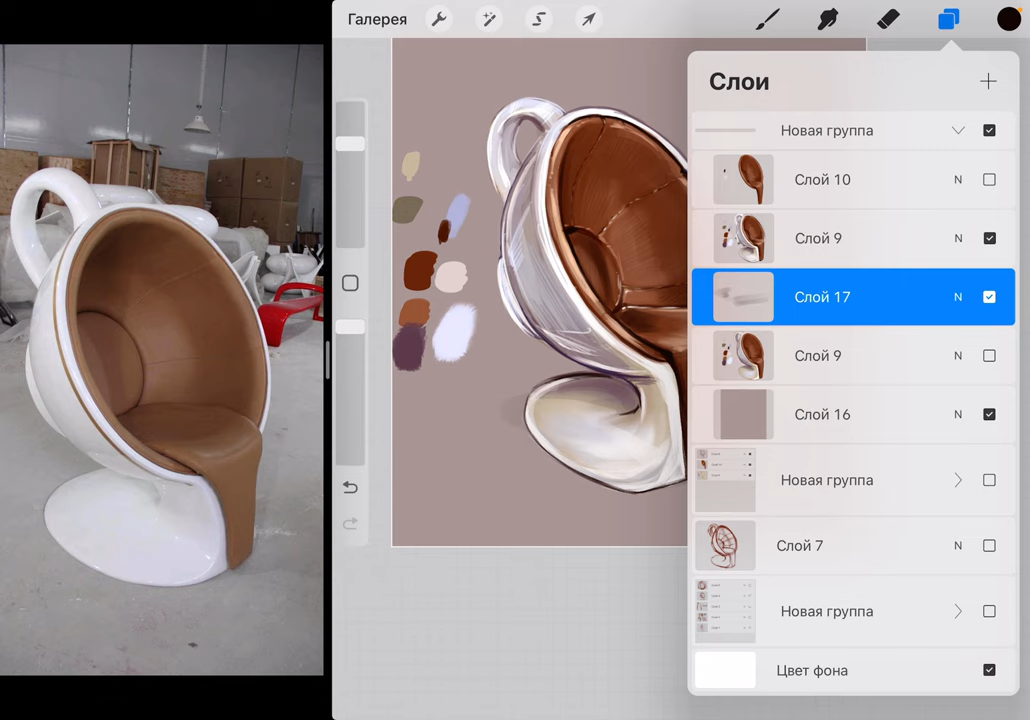 Галерея
Слои
Новая группа
Слой 10 N
Слой 9 N
Слой 17 N
Слой 9 N
Слой 16 N
Новая группа
Слой 7 N
Новая группа
Цвет фона